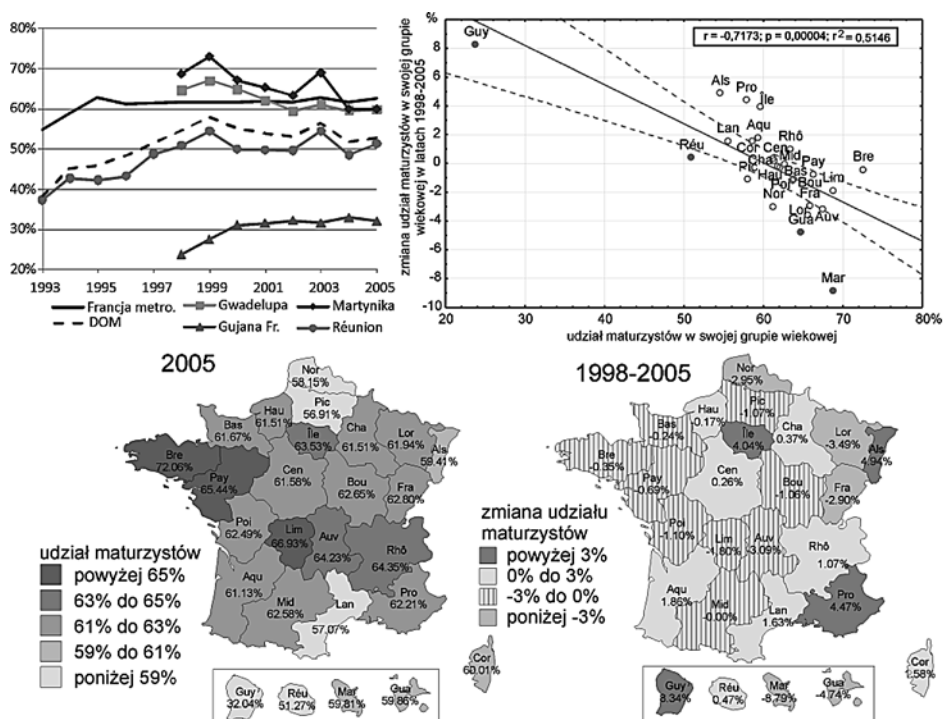 80%
70%
60%
50%
40%
30%
20%
1993
1995
1997
1999
2001
2003
2005
Francja metro.
Gwadelupa
Martynika
DOM
Gujana Fr.
Réunion
zmiana udział maturzystów w swojej grupie
wiekowej w latach 1998-2005
%
8
6
4
2
0
-2
-4
-6
-8
-10
r = -0,7173; p = 0,00004; r² = 0,5146
Guy
Als
Pro
Île
Lan
Aqu
Rhô
Réu
Cor
Cen
Mid
Cha
Pic
Bas
Pay
Bre
Hau
Poi
Bou
Lim
Nor
Fra
Lor
Auv
Gua
Mar
20
30
40
50
60
70
80%
udział maturzystów w swojej grupie wiekowej
2005
Nor
58.15%
Pic
56.91%
Hau
61.51%
Bas
61.67%
Île
63.53%
Cha
61.51%
Lor
61.94%
Als
59.41%
Bre
72.06%
Pay
65.44%
Cen
61.58%
Bou
62.65%
Fra
62.80%
Poi
62.49%
Lim
66.93%
Auv
64.23%
Rhô
64.35%
Aqu
61.13%
Mid
62.58%
Lan
57.07%
Pro
62.21%
Cor
60.01%
Guy
32.04%
Réu
51.27%
Mar
59.81%
Gua
59.86%
udział maturzystów
powyżej 65%
63% do 65%
61% do 63%
59% do 61%
poniżej 59%
1998-2005
Nor
-2.95%
Pic
-1.07%
Hau
-0.17%
Bas
-0.24%
Île
4.04%
Cha
0.37%
Lor
-3.49%
Als
4.94%
Bre
-0.35%
Pay
-0.69%
Cen
0.26%
Bou
-1.06%
Fra
-2.90%
Poi
-1.10%
Lim
-1.80%
Auv
-3.09%
Rhô
1.07%
Aqu
1.86%
Mid
-0.00%
Lan
1.63%
Pro
4.47%
Cor
1.58%
Guy
8.34%
Réu
0.47%
Mar
-8.79%
Gua
-4.74%
zmiana udziału
maturzystów
powyżej 3%
0% do 3%
-3% do 0%
poniżej -3%